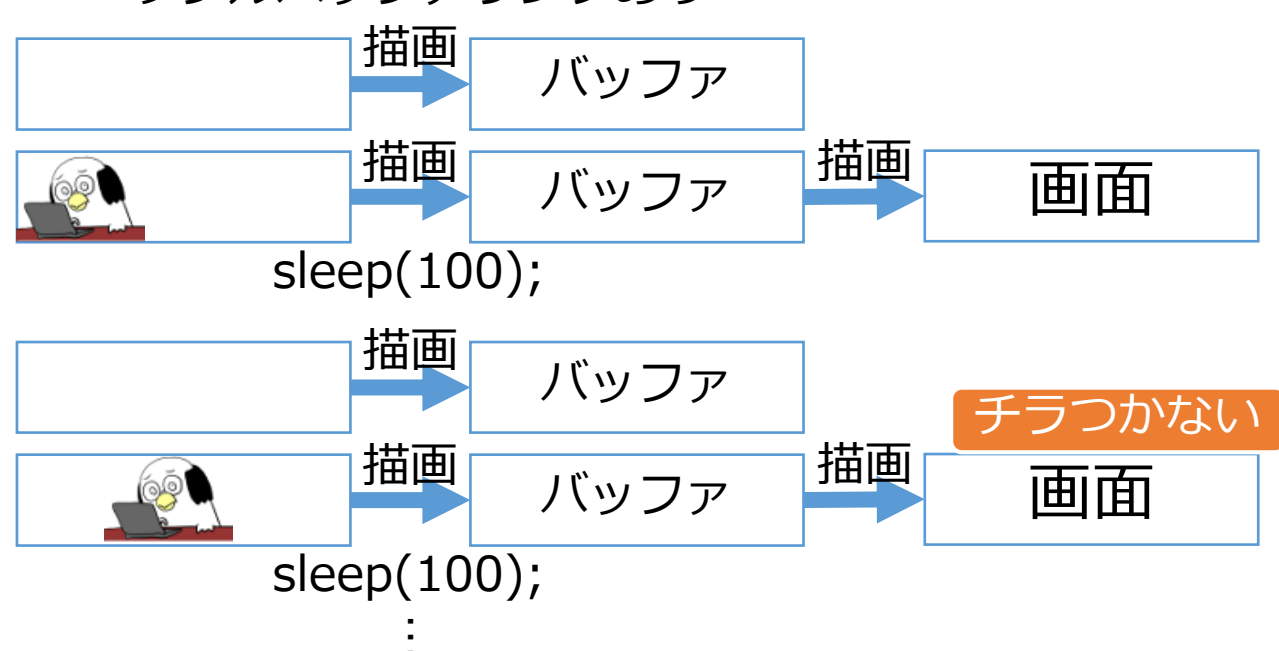 描画
バッファ
描画
バッファ
描画
画面
sleep(100);
描画
バッファ
チラつかない
描画
バッファ
描画
画面
sleep(100);
: